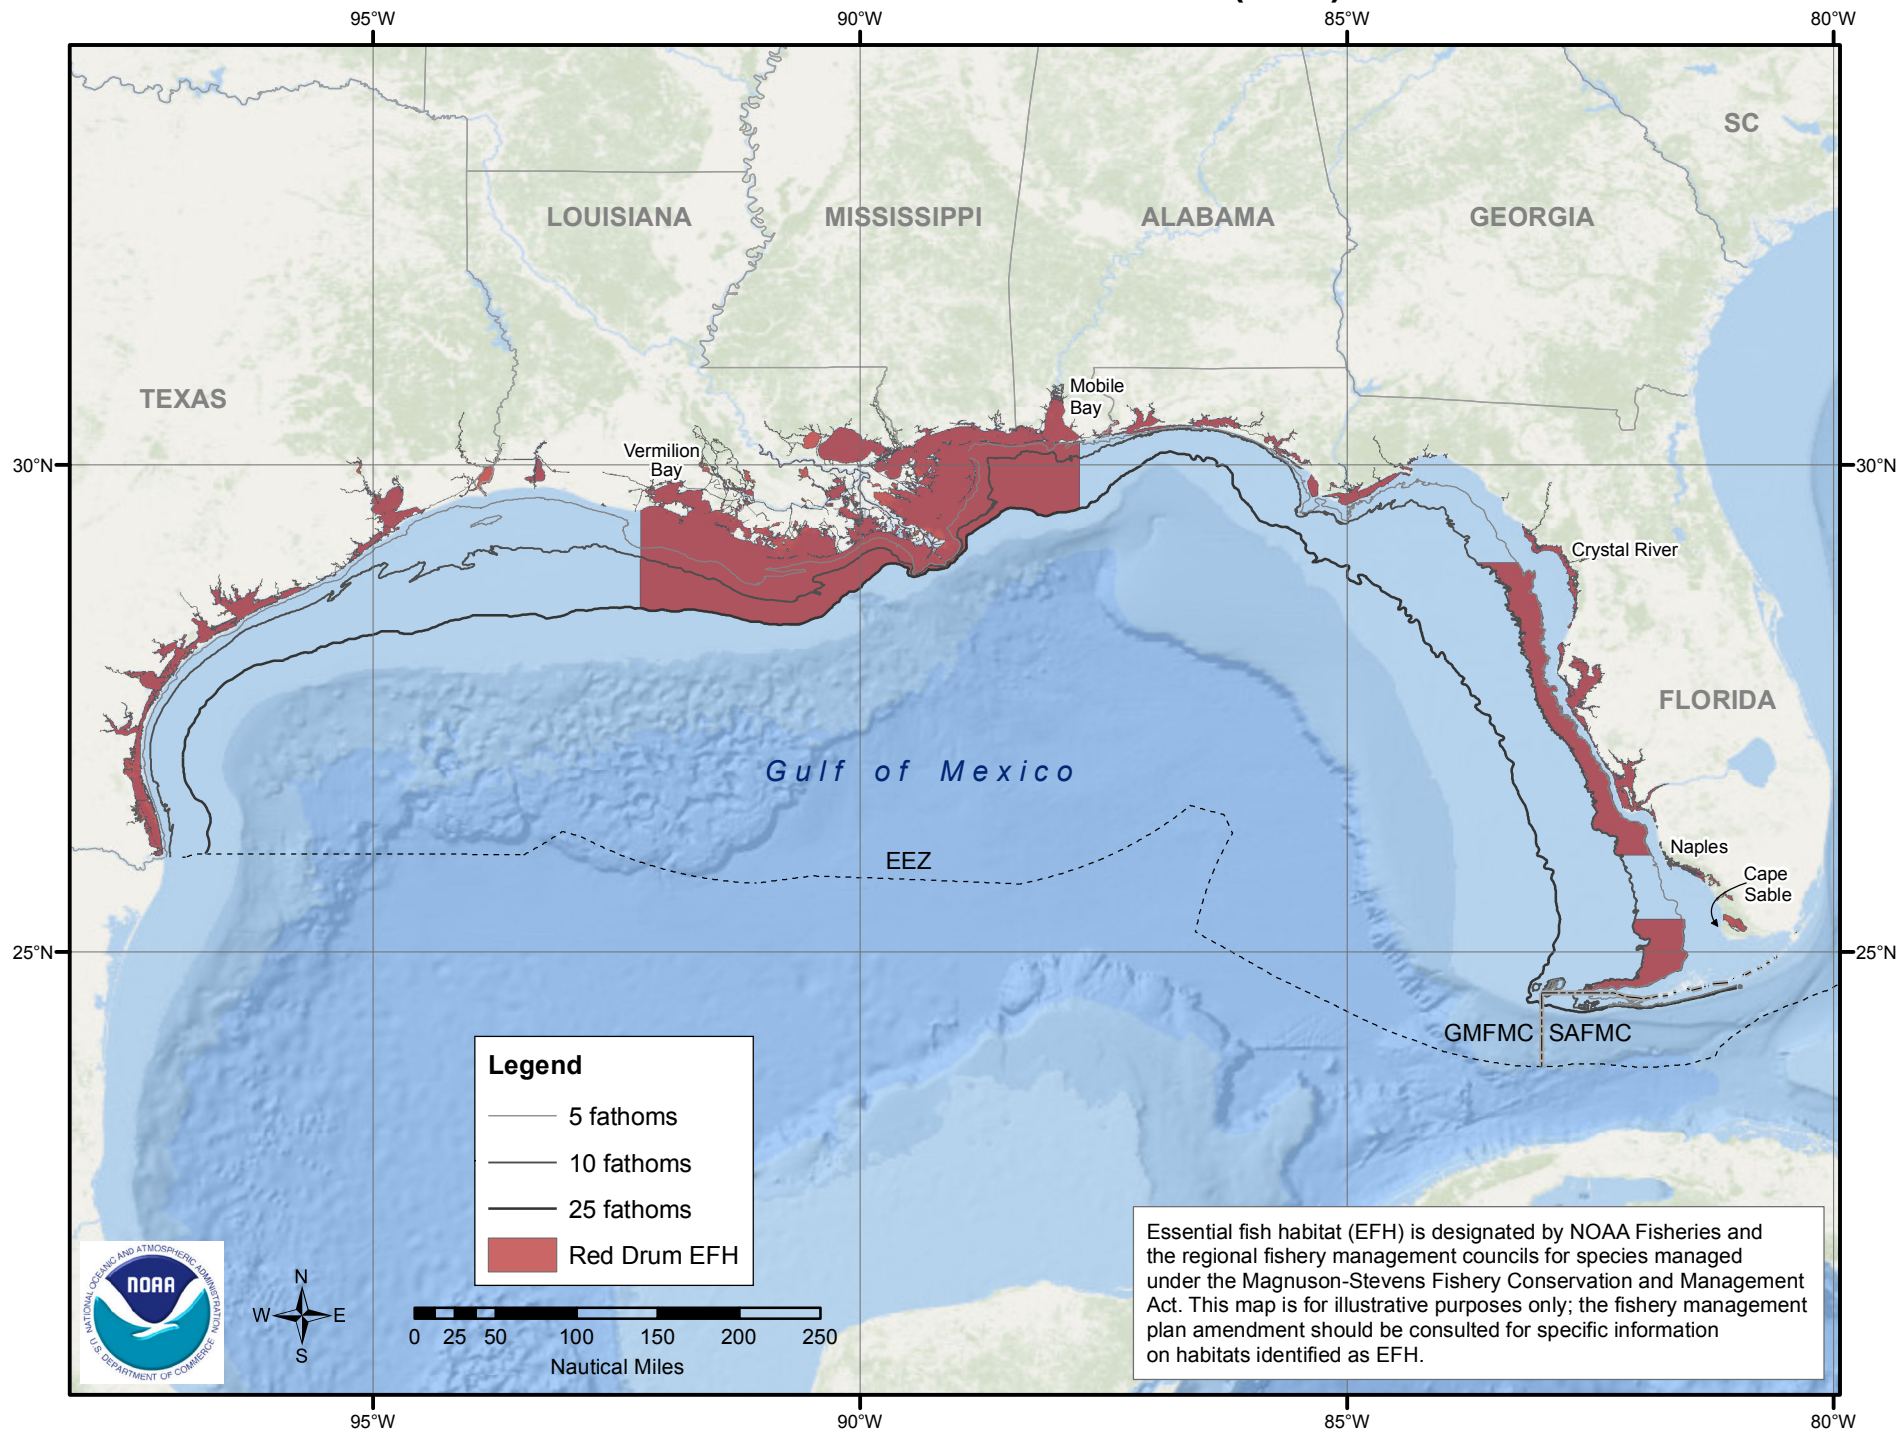 95°W
90°W
85°W
80°W
SC
LOUISIANA
MISSISSIPPI
ALABAMA
GEORGIA
TEXAS
Mobile
Bay
Vermilion
Bay
30°N
30°N
Crystal River
FLORIDA
Gulf of Mexico
EEZ
Naples
Cape
Sable
25°N
25°N
GMFMC
SAFMC
Legend
5 fathoms
10 fathoms
25 fathoms
Red Drum EFH
NATIONAL OCEANIC AND ATMOSPHERIC ADMINISTRATION
NOAA
U.S. DEPARTMENT OF COMMERCE
N
W
E
S
0 25 50 100 150 200 250
Nautical Miles
Essential fish habitat (EFH) is designated by NOAA Fisheries and
the regional fishery management councils for species managed
under the Magnuson-Stevens Fishery Conservation and Management
Act. This map is for illustrative purposes only; the fishery management
plan amendment should be consulted for specific information
on habitats identified as EFH.
95°W
90°W
85°W
80°W